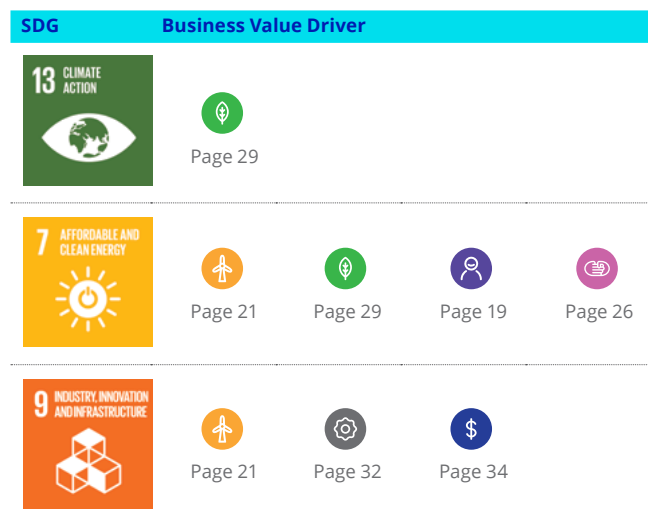 SDG Business Value Driver
13 CLIMATE
ACTION
Page 29
7 AFFORDABLE AND
CLEAN ENERGY
Page 21 Page 29 Page 19 Page 26
9 INDUSTRY, INNOVATION
AND INFRASTRUCTURE
$
Page 21 Page 32 Page 34